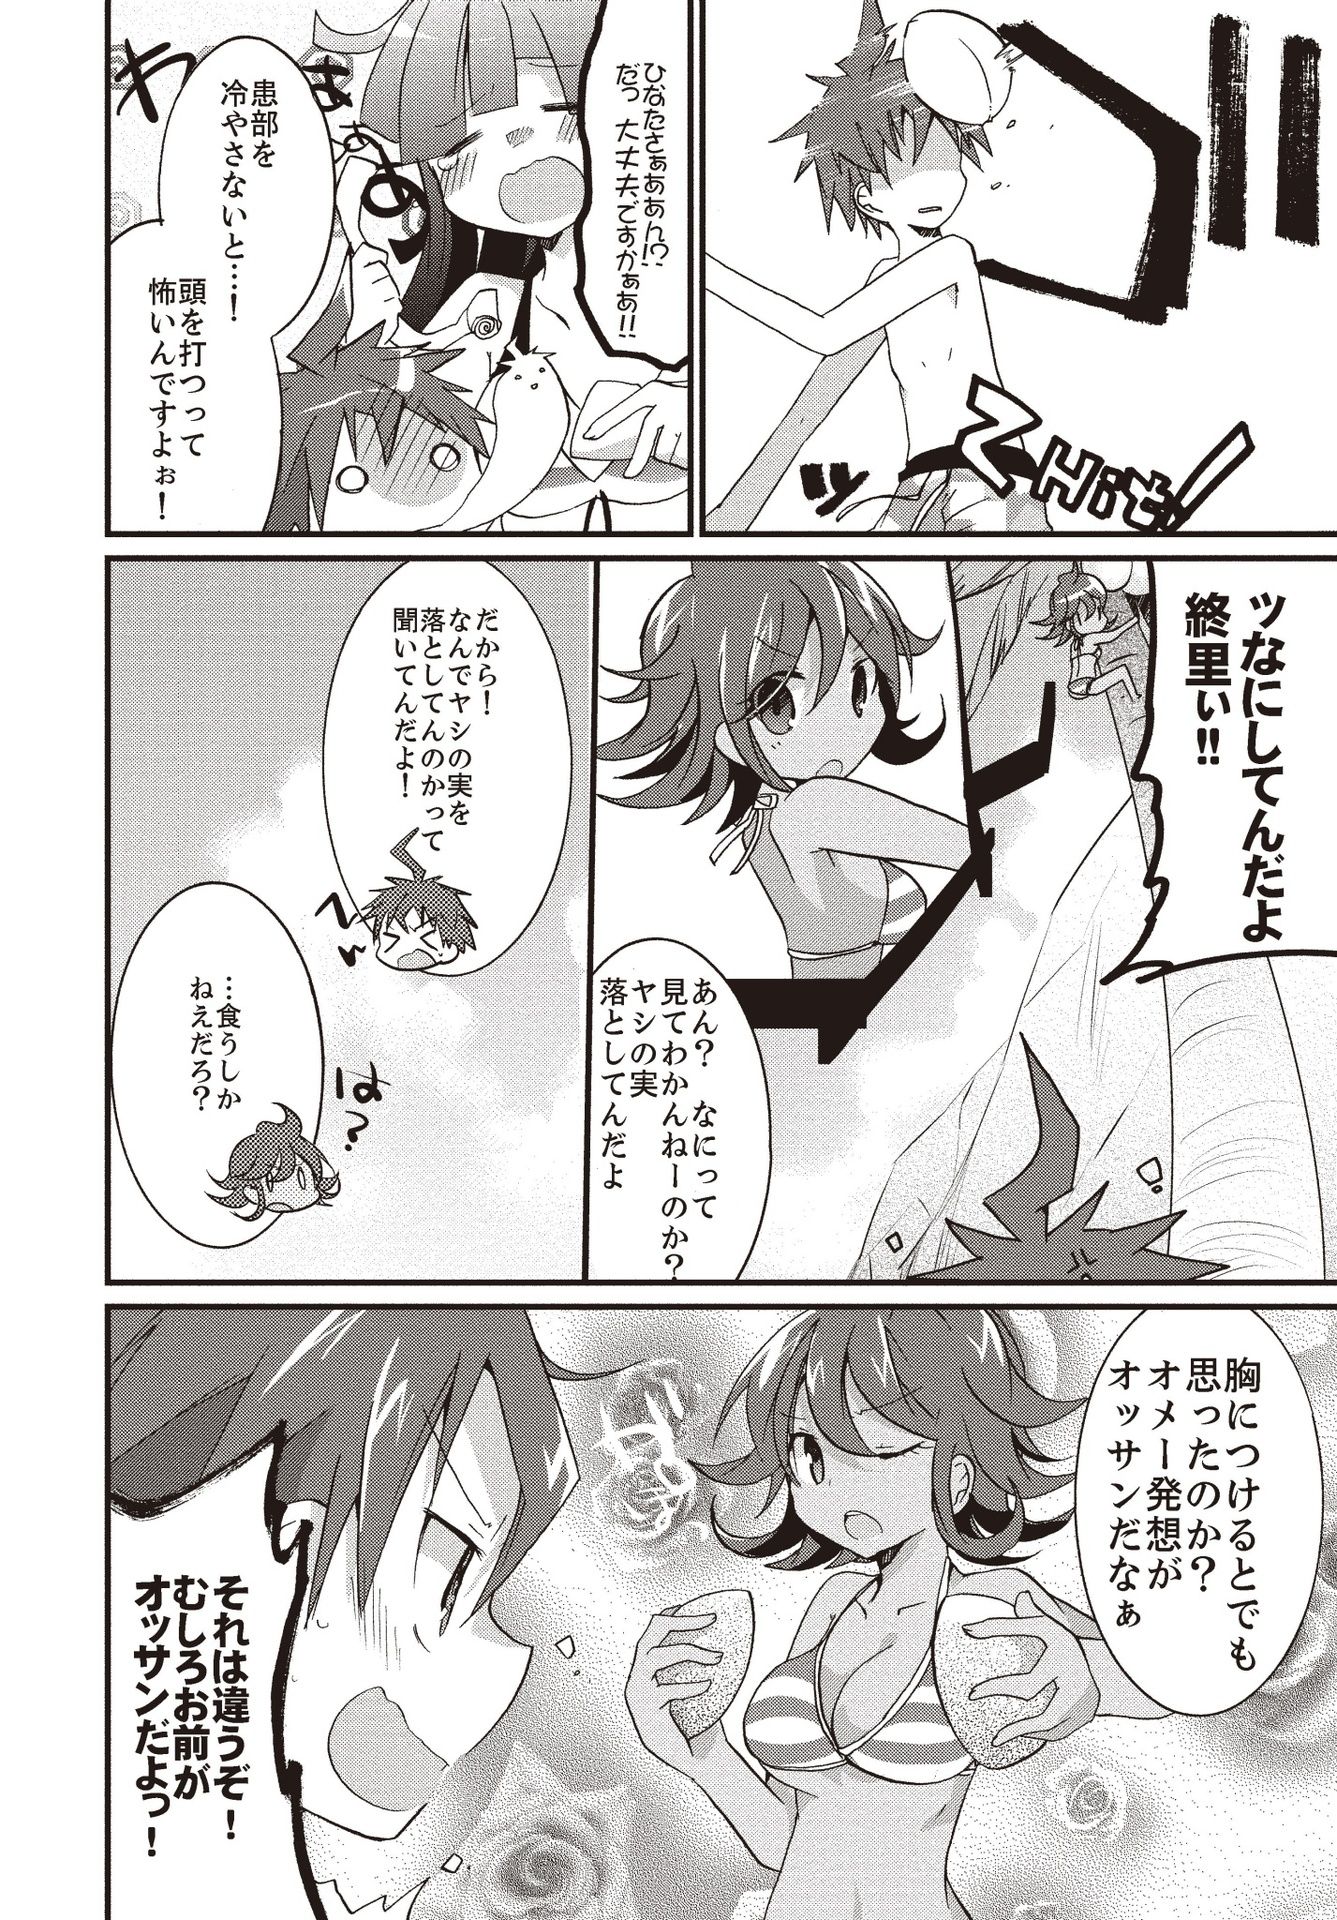 Hit!
ッ
ひなたさぁあん!?
だっ 大丈夫ですかぁあ!!
患部を
冷やさないと…！
頭を打つって
怖いんですよぉ！
ッなにしてんだよ
終里ぃ!!
あん？ なにって
見てわかんねーのか？
ヤシの実
落としてんだよ
だから！
なんでヤシの実を
落としてんのかって
聞いてんだよ！
…食うしか
ねえだろ？
は？
胸につけるとでも
思ったのか？
オメー発想が
オッサンだなぁ
それは違うぞ！
むしろお前が
オッサンだよっ！